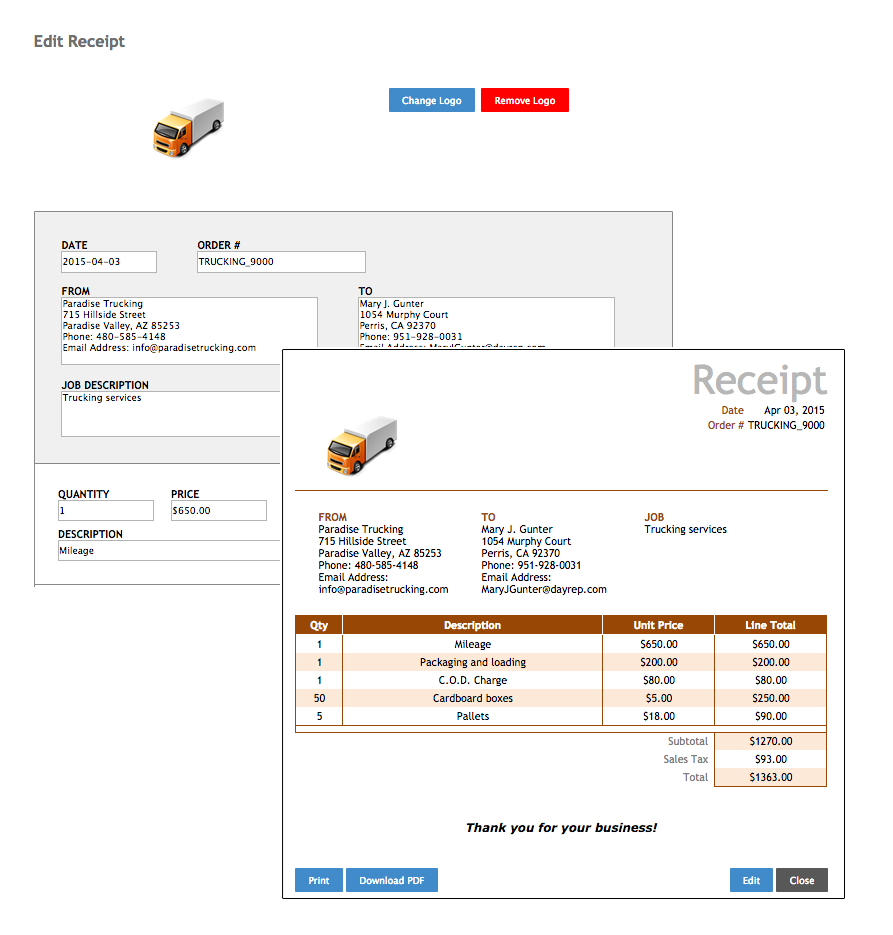 Edit Receipt
Change Logo Remove Logo
DATE ORDER #
2015-04-03 TRUCKING_9000
FROM TO
Paradise Trucking Mary J. Gunter
715 Hillside Street 1054 Murphy Court
Paradise Valley, AZ 85253 Perris, CA 92370
Phone: 480-585-4148 Phone: 951-928-0031
Email Address: info@paradisetrucking.com Email Address: MaryJGunter@dayrep.com
JOB DESCRIPTION
Trucking services
QUANTITY PRICE
1 $650.00
DESCRIPTION
Mileage
Receipt
Date Apr 03, 2015
Order # TRUCKING_9000
FROM TO JOB
Paradise Trucking Mary J. Gunter Trucking services
715 Hillside Street 1054 Murphy Court
Paradise Valley, AZ 85253 Perris, CA 92370
Phone: 480-585-4148 Phone: 951-928-0031
Email Address: Email Address:
info@paradisetrucking.com MaryJGunter@dayrep.com
Qty Description Unit Price Line Total
1 Mileage $650.00 $650.00
1 Packaging and loading $200.00 $200.00
1 C.O.D. Charge $80.00 $80.00
50 Cardboard boxes $5.00 $250.00
5 Pallets $18.00 $90.00
Subtotal $1270.00
Sales Tax $93.00
Total $1363.00
Thank you for your business!
Print Download PDF Edit Close